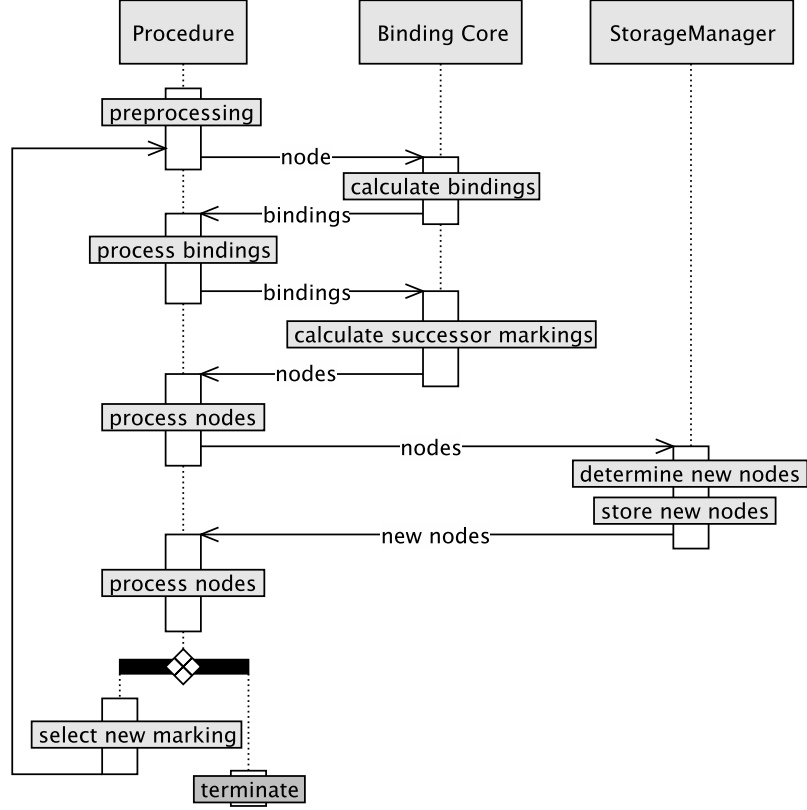 Procedure
Binding Core
StorageManager
preprocessing
node
calculate bindings
bindings
process bindings
bindings
calculate successor markings
nodes
process nodes
nodes
determine new nodes
store new nodes
new nodes
process nodes
select new marking
terminate